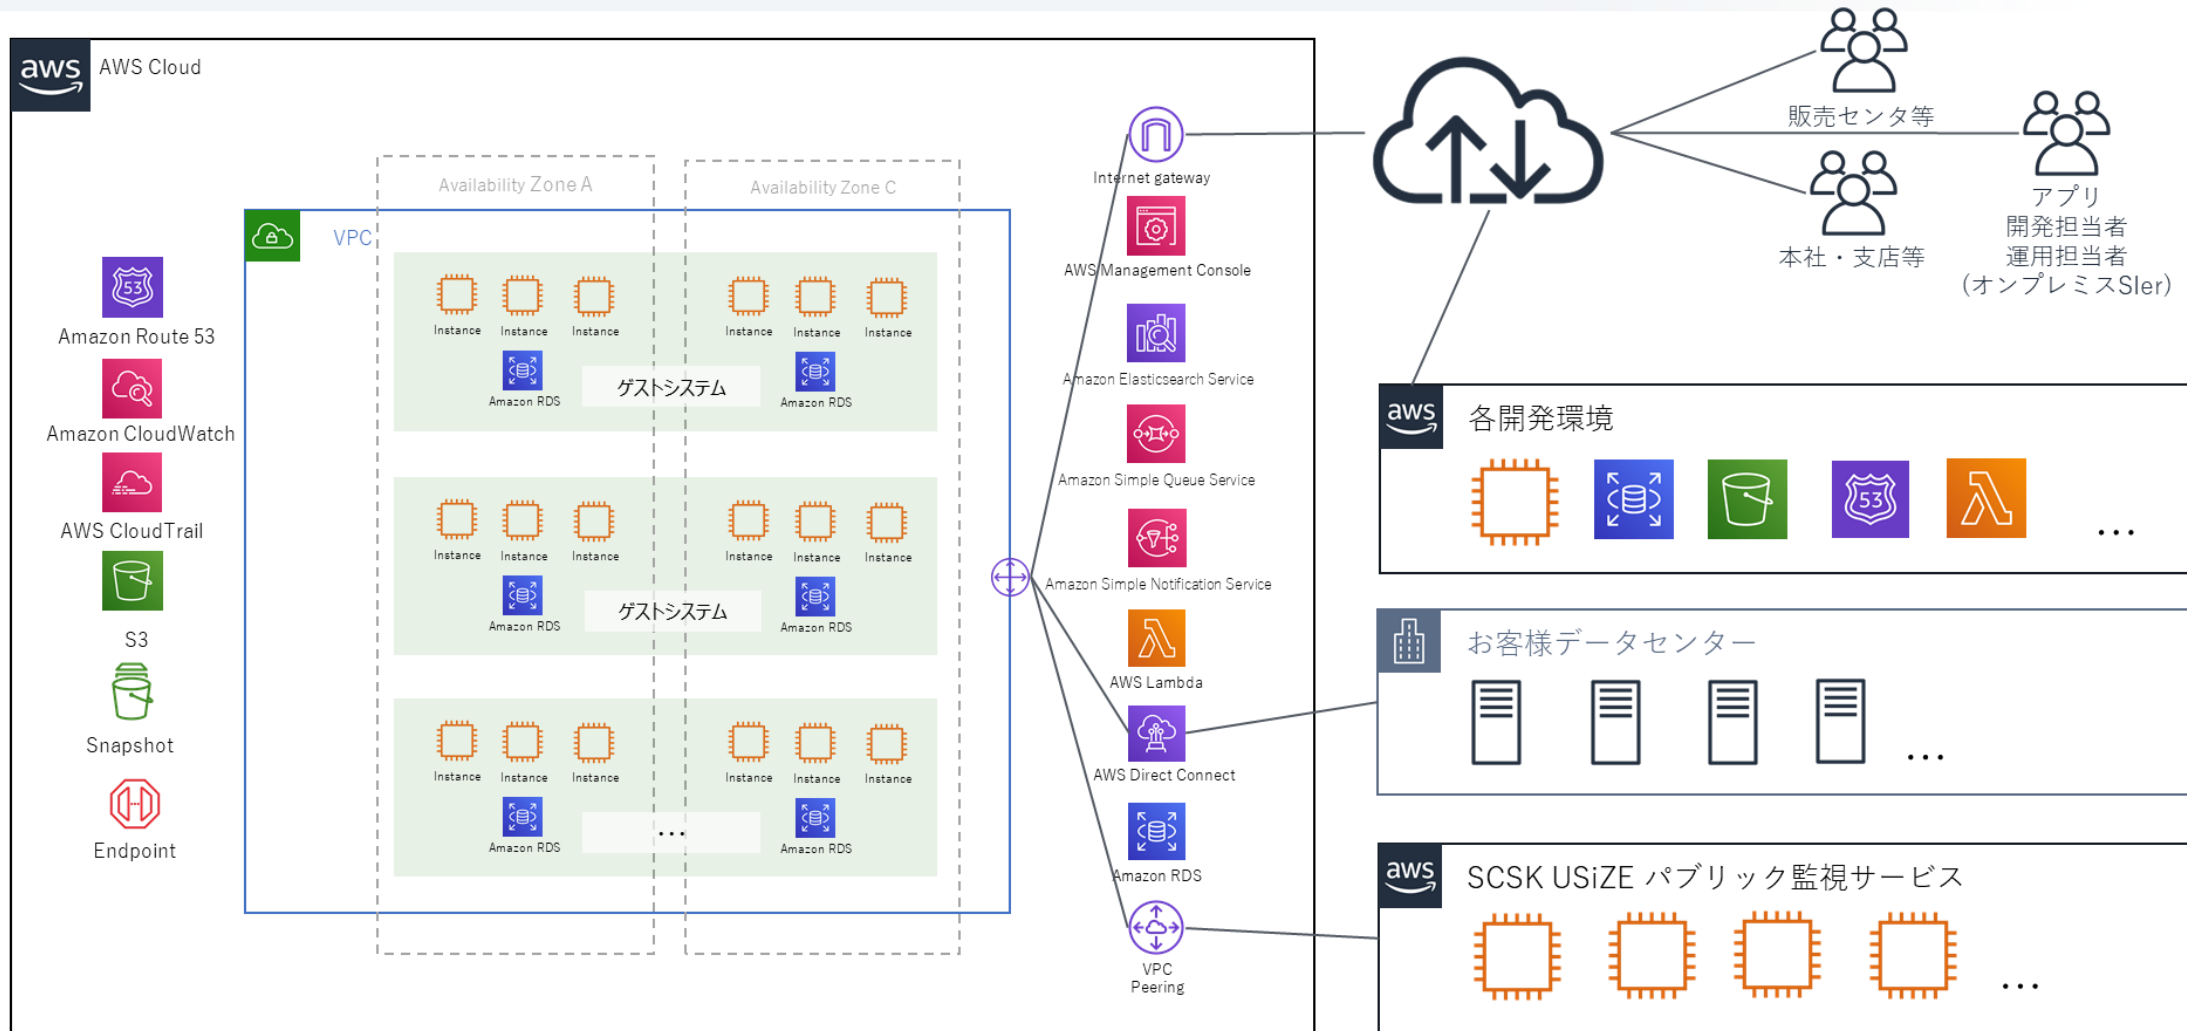 aws
AWS Cloud
Availability Zone A
Availability Zone C
VPC
Instance
Instance
Instance
Instance
Instance
Instance
Amazon RDS
ゲストシステム
Amazon RDS
Instance
Instance
Instance
Instance
Instance
Instance
Amazon RDS
ゲストシステム
Amazon RDS
Instance
Instance
Instance
Instance
Instance
Instance
Amazon RDS
...
Amazon RDS
53
Amazon Route 53
Amazon CloudWatch
AWS CloudTrail
S3
Snapshot
Endpoint
Internet gateway
AWS Management Console
Amazon Elasticsearch Service
Amazon Simple Queue Service
Amazon Simple Notification Service
AWS Lambda
AWS Direct Connect
Amazon RDS
VPC
Peering
販売センタ等
本社・支店等
アプリ
開発担当者
運用担当者
(オンプレミスSIer)
aws
各開発環境
53
...
お客様データセンター
...
aws
SCSK USiZE パブリック監視サービス
...